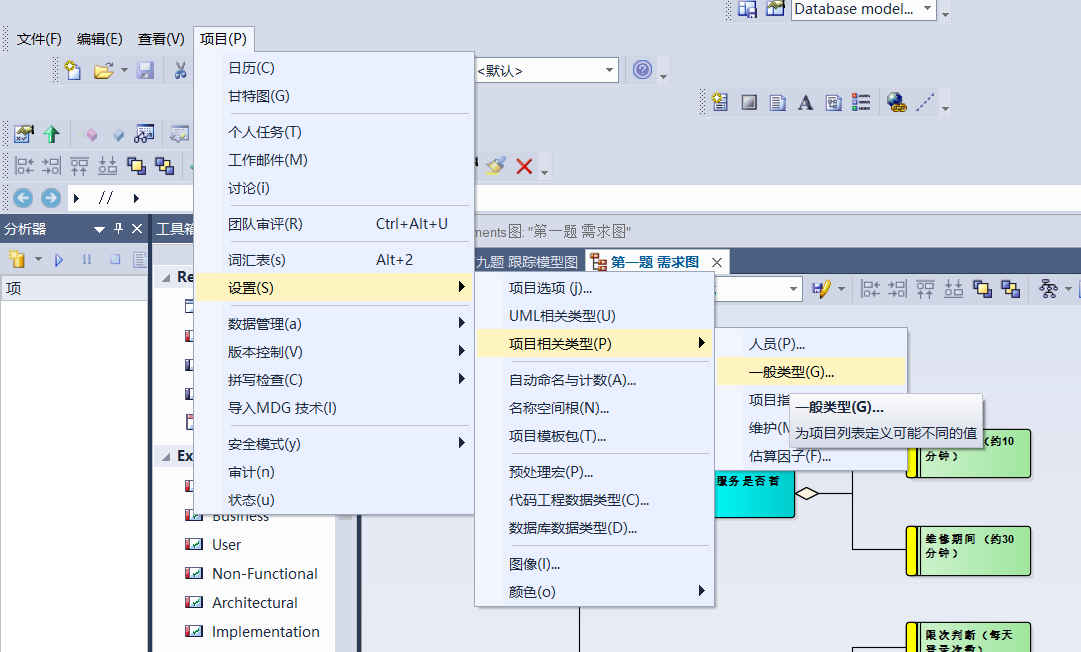 Database model...
文件(F) 编辑(E) 查看(V) 项目(P)
<默认>
日历(C)
甘特图(G)
个人任务(T)
工作邮件(M)
讨论(i)
团队审评(R) Ctrl+Alt+U
词汇表(s) Alt+2
设置(S)
数据管理(a)
版本控制(V)
拼写检查(C)
导入MDG 技术(I)
安全模式(y)
审计(n)
状态(u)
//
分析器
工具箱
项
Re
Ex
Business
User
Non-Functional
Architectural
Implementation
ments图: "第一题 需求图"
九题 跟踪模型图
第一题 需求图
项目选项 (j)...
UML相关类型(U)
项目相关类型(P)
自动命名与计数(A)...
名称空间根(N)...
项目模板包(T)...
预处理宏(P)...
代码工程数据类型(C)...
数据库数据类型(D)...
图像(I)...
颜色(o)
人员(P)...
一般类型(G)...
项目指
维护(M
估算因子(F)...
一般类型(G)...
为项目列表定义可能不同的值
(约10
分钟)
服务是否暂
维修期间(约30
分钟)
限次判断(每天
登录次数)